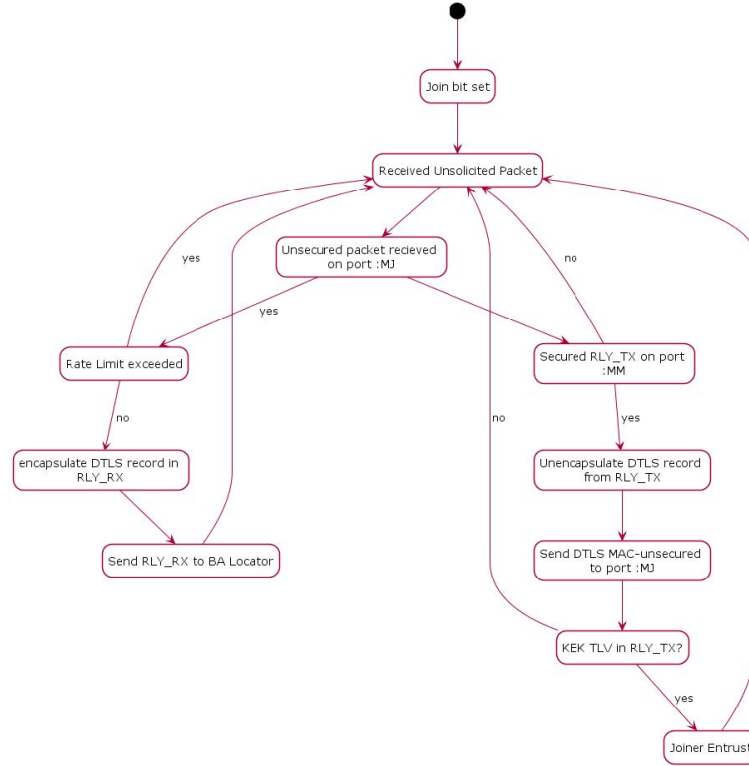 Join bit set
Received Unsolicited Packet
Unsecured packet recieved
on port :MJ
yes
no
yes
Rate Limit exceeded
Secured RLY_TX on port
:MM
no
no
yes
encapsulate DTLS record in
RLY_RX
Unencapsulate DTLS record
from RLY_TX
Send RLY_RX to BA Locator
Send DTLS MAC-unsecured
to port :MJ
KEK TLV in RLY_TX?
yes
Joiner Entrust